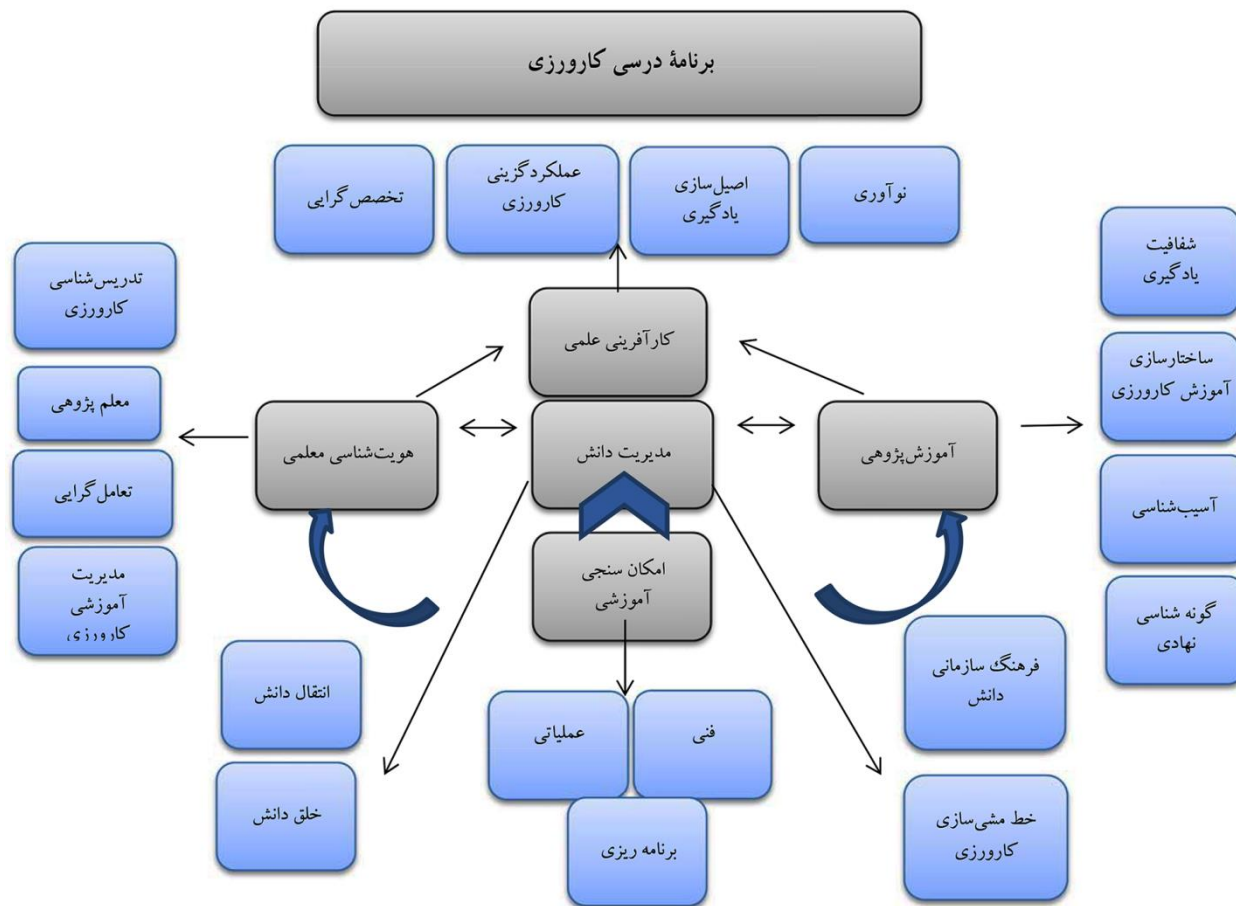 برنامۀ درسی کارورزی
نوآوری
اصیل‌سازی
یادگیری
عملکردگزینی
کارورزی
تخصص‌گرایی
شفافیت
یادگیری
ساختارسازی
آموزش کارورزی
آسیب‌شناسی
گونه شناسی
نهادی
کارآفرینی علمی
تدریس‌شناسی
کارورزی
معلم پژوهی
تعامل‌گرایی
مدیریت
آموزشی
کارورزی
آموزش‌پژوهی
مدیریت دانش
هویت‌شناسی معلمی
امکان سنجی
آموزشی
فرهنگ سازمانی
دانش
خط مشی‌سازی
کارورزی
فنی
عملیاتی
برنامه ریزی
انتقال دانش
خلق دانش